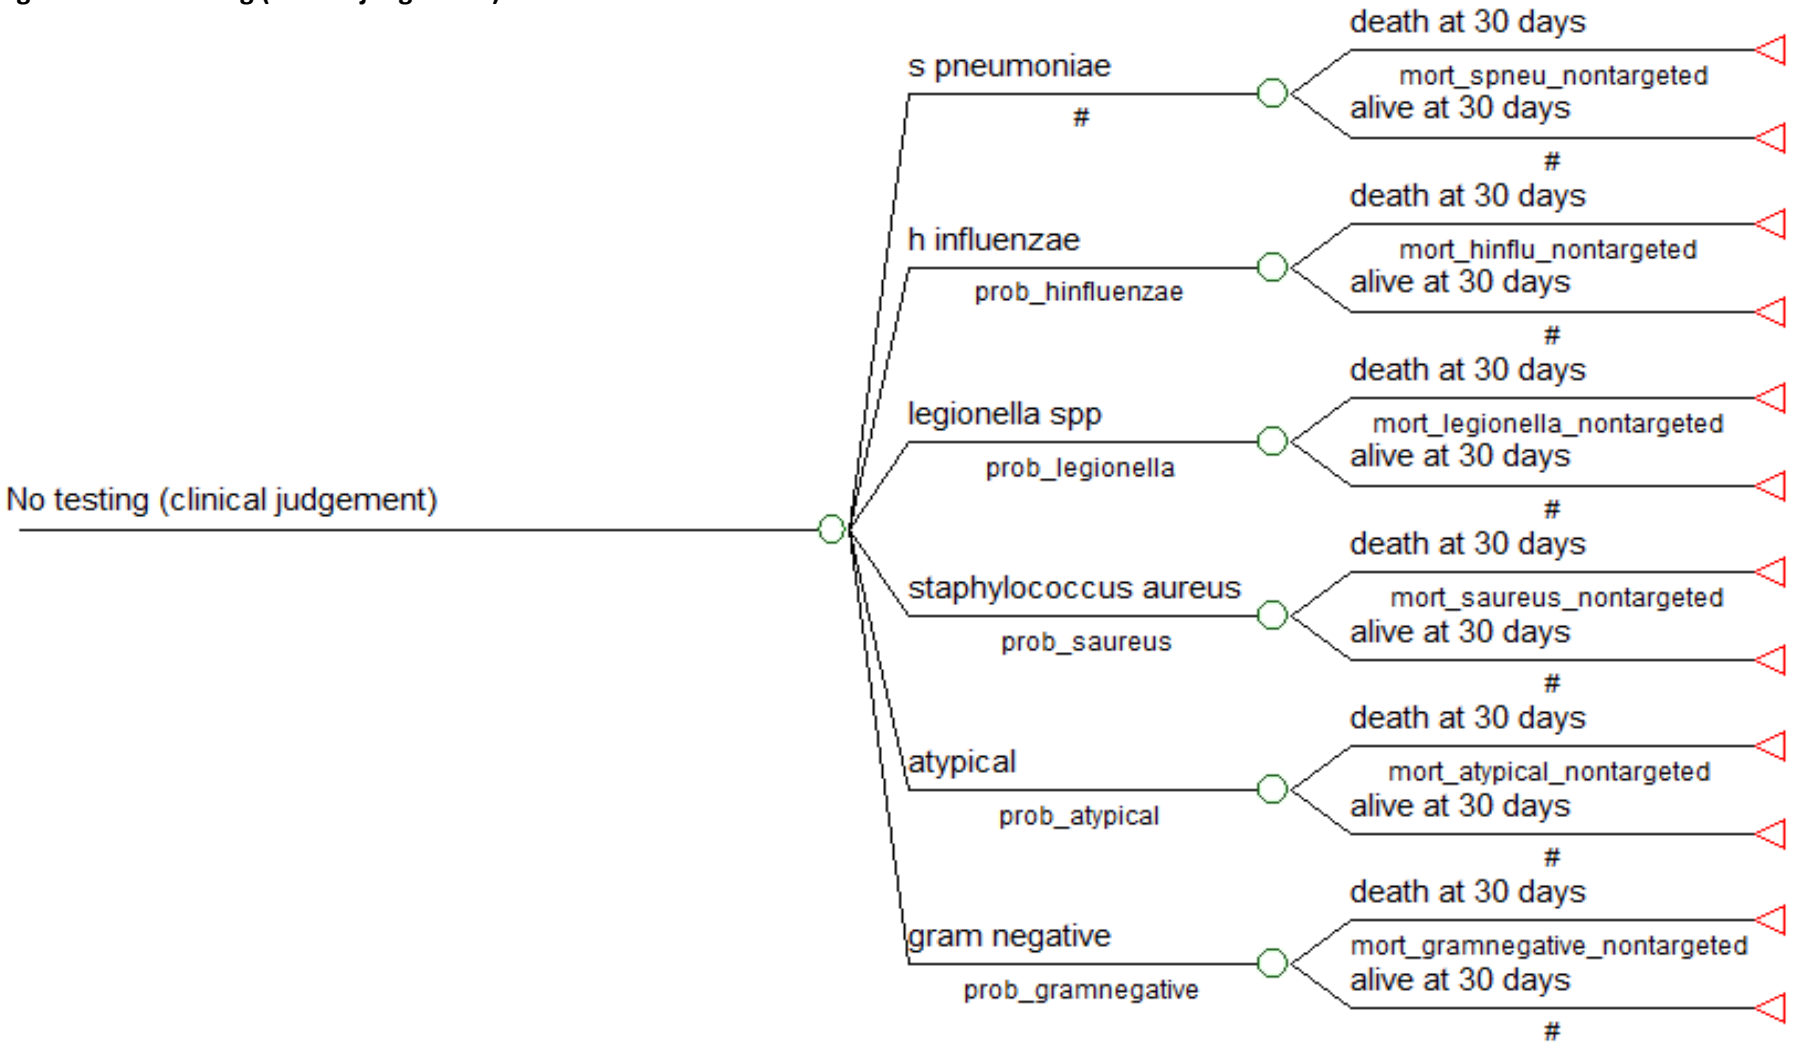 death at 30 days
s pneumoniae
mort_spneu_nontargeted
alive at 30 days
#
#
death at 30 days
h influenzae
mort_hinflu_nontargeted
alive at 30 days
prob_hinfluenzae
#
death at 30 days
legionella spp
mort_legionella_nontargeted
alive at 30 days
prob_legionella
No testing (clinical judgement)
#
death at 30 days
staphylococcus aureus
mort_saureus_nontargeted
alive at 30 days
prob_saureus
#
death at 30 days
atypical
mort_atypical_nontargeted
alive at 30 days
prob_atypical
#
death at 30 days
gram negative
mort_gramnegative_nontargeted
alive at 30 days
prob_gramnegative
#